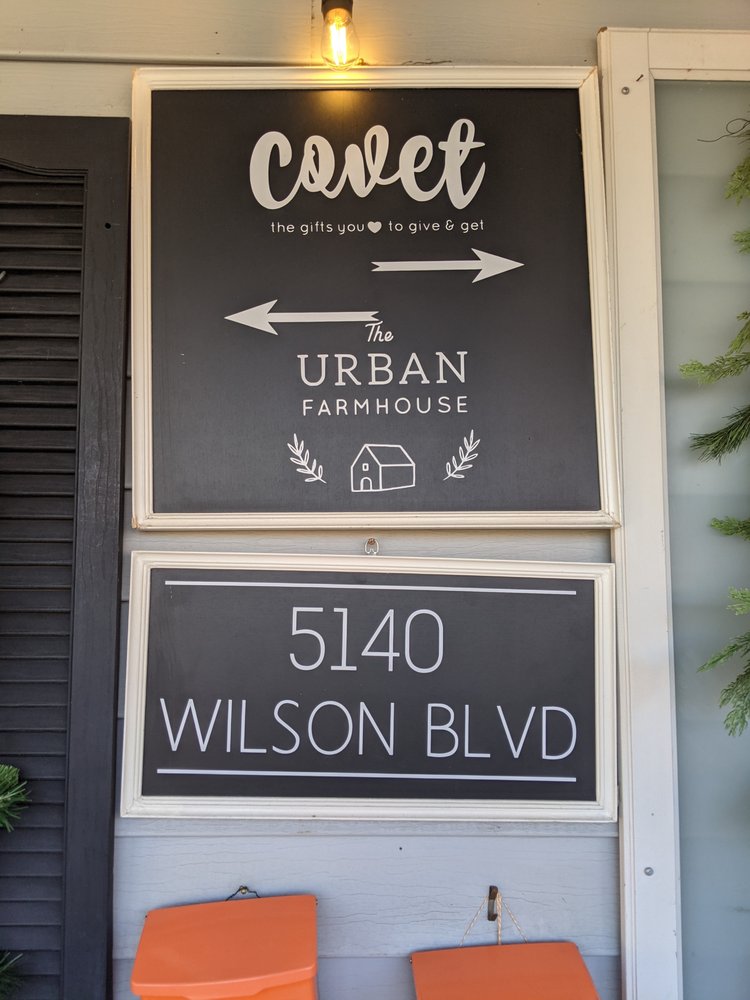 covet
the gifts you ♥ to give & get
The
URBAN
FARMHOUSE
5140
WILSON BLVD